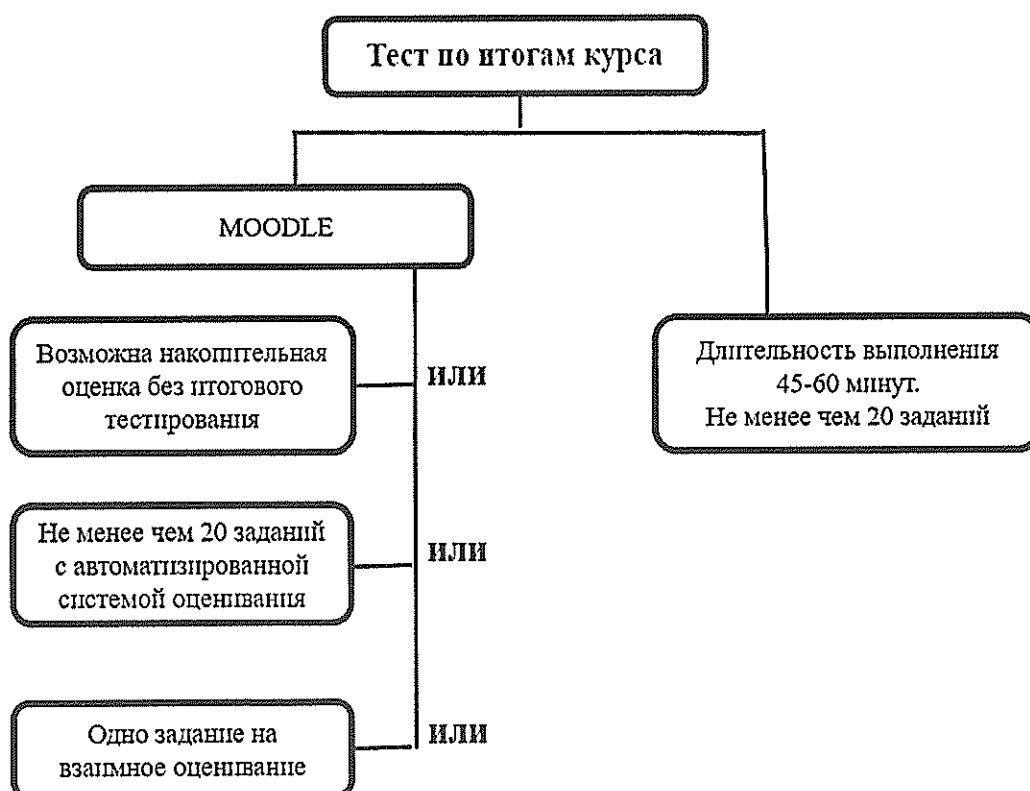 Тест по итогам курса
MOODLE
Возможна накопительная
оценка без итогового
тестирования
ИЛИ
Длительность выполнения
45-60 минут.
Не менее чем 20 заданий
Не менее чем 20 заданий
с автоматизированной
системой оценивания
ИЛИ
Одно задание на
взаимное оценивание
ИЛИ